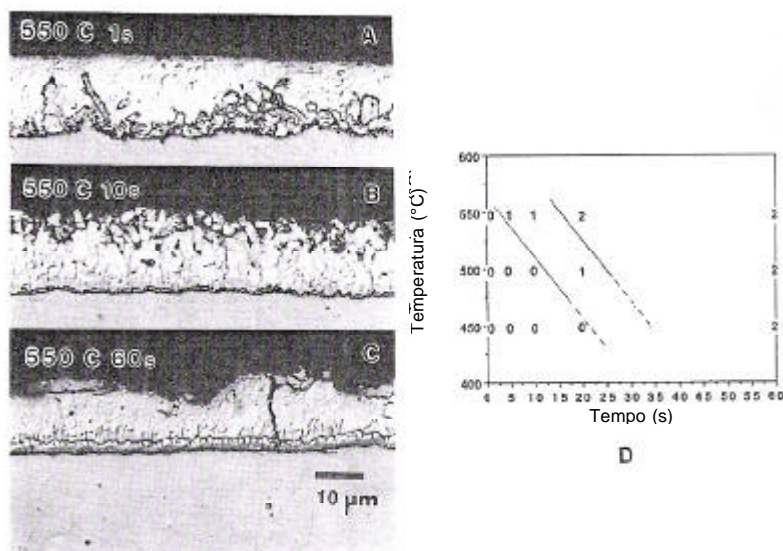 550 C 1s
A
550 C 10s
B
550 C 60s
C
10 µm
Temperatura (°C)
600
550 0 1 1 2 2
500 0 0 0 1 2
450 0 0 0 0 2
400
0 5 10 15 20 25 30 35 40 45 50 55 60
Tempo (s)
D